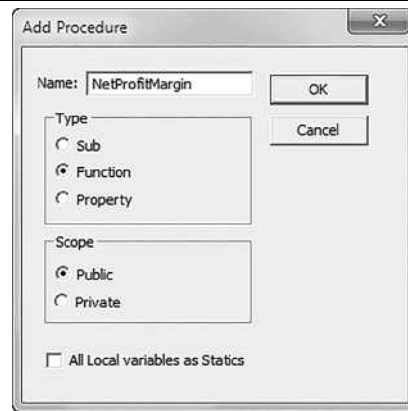 Add Procedure
Name: NetProfitMargin
OK
Cancel
Type
Sub
Function
Property
Scope
Public
Private
All Local variables as Statics